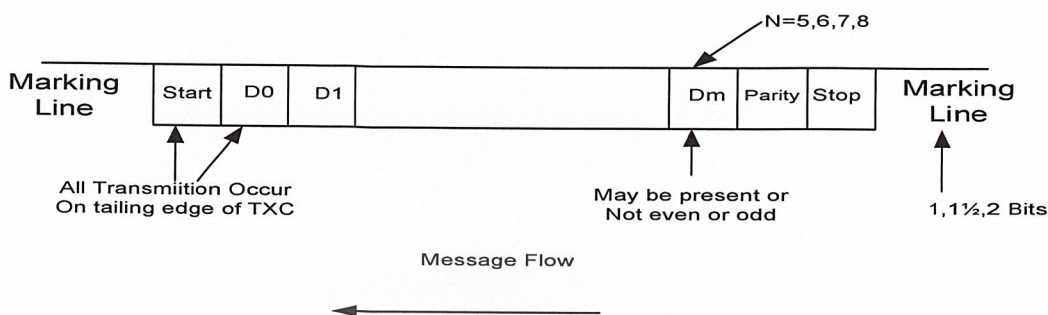 N=5,6,7,8
Marking
Line
Start
D0
D1
Dm
Parity
Stop
Marking
Line
All Transmiition Occur
On tailing edge of TXC
May be present or
Not even or odd
1,1½,2 Bits
Message Flow